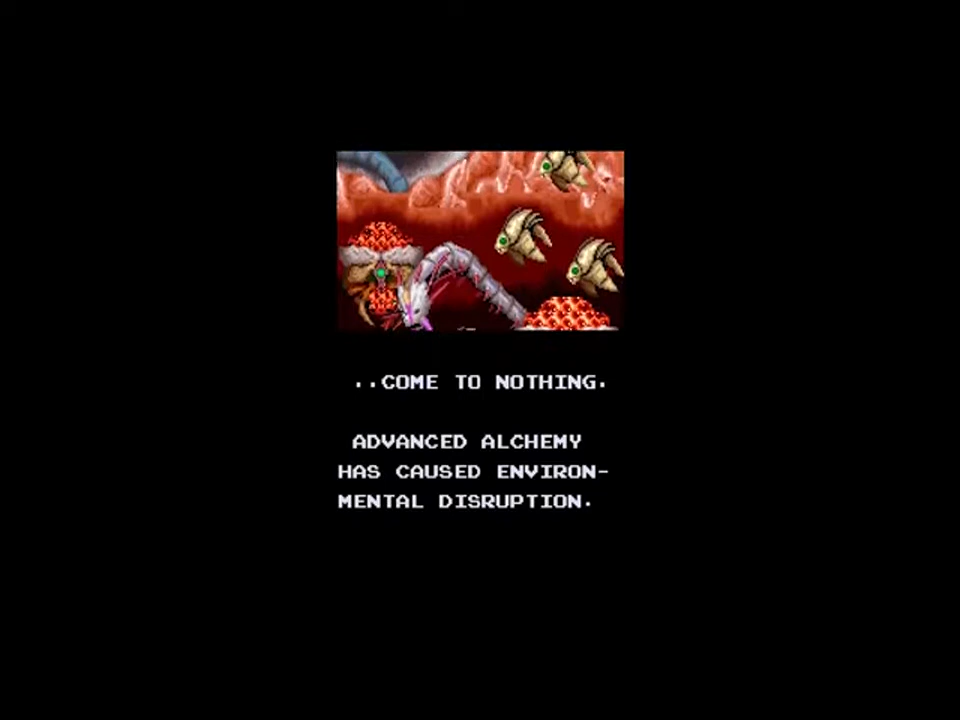 ..COME TO NOTHING.
ADVANCED ALCHEMY
HAS CAUSED ENVIRON-
MENTAL DISRUPTION.